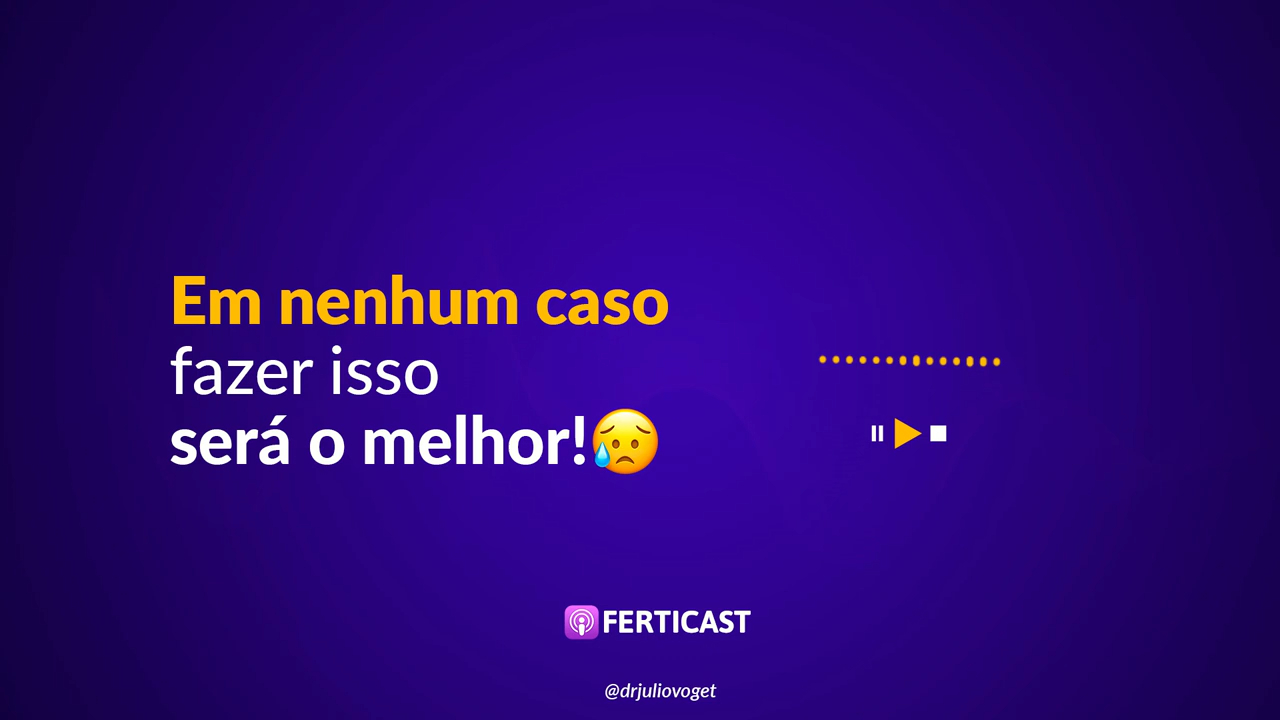 Em nenhum caso
fazer isso
será o melhor!😥
FERTICAST
@drjuliovoget